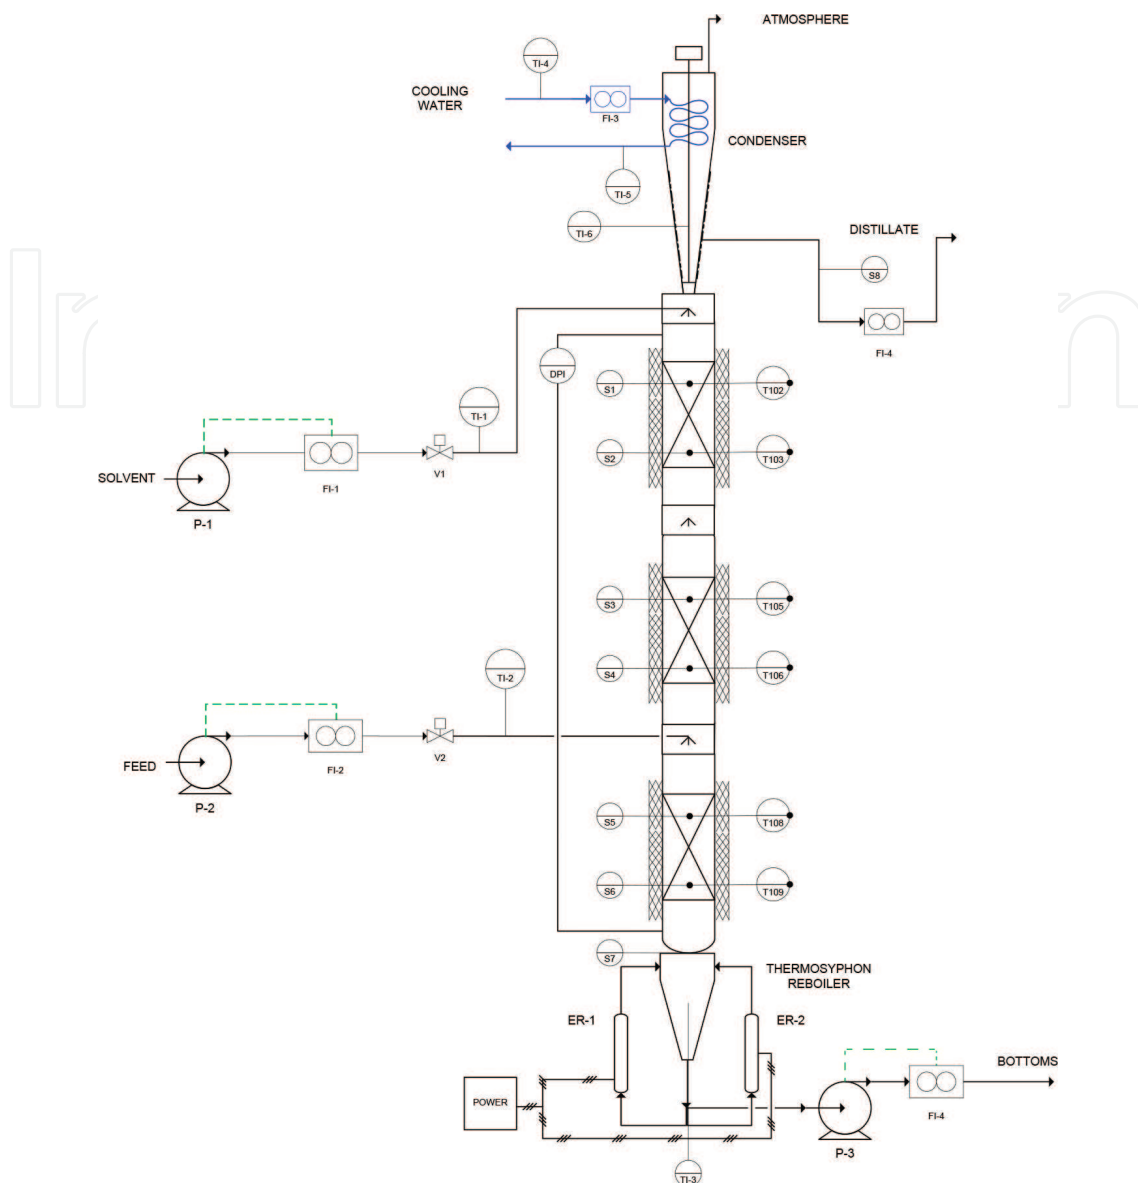 ATMOSPHERE
TI-4
COOLING
WATER
FI-3
CONDENSER
TI-5
TI-6
DISTILLATE
S8
FI-4
DPI
S1
T102
TI-1
S2
T103
SOLVENT
V1
FI-1
P-1
S3
T105
S4
T106
TI-2
FEED
V2
FI-2
P-2
S5
T108
S6
T109
S7
THERMOSYPHON
REBOILER
ER-1
ER-2
BOTTOMS
POWER
FI-4
P-3
TI-3